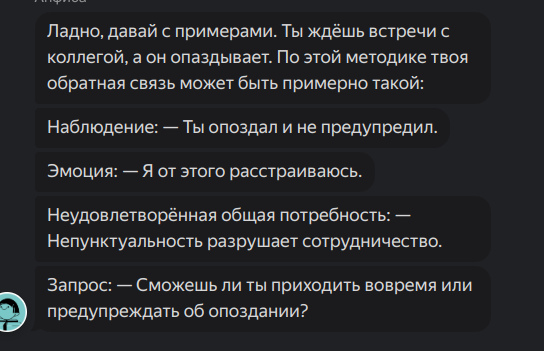 Анфиса
Ладно, давай с примерами. Ты ждёшь встречи с
коллегой, а он опаздывает. По этой методике твоя
обратная связь может быть примерно такой:
Наблюдение: — Ты опоздал и не предупредил.
Эмоция: — Я от этого расстраиваюсь.
Неудовлетворённая общая потребность: —
Непунктуальность разрушает сотрудничество.
Запрос: — Сможешь ли ты приходить вовремя или
предупреждать об опоздании?